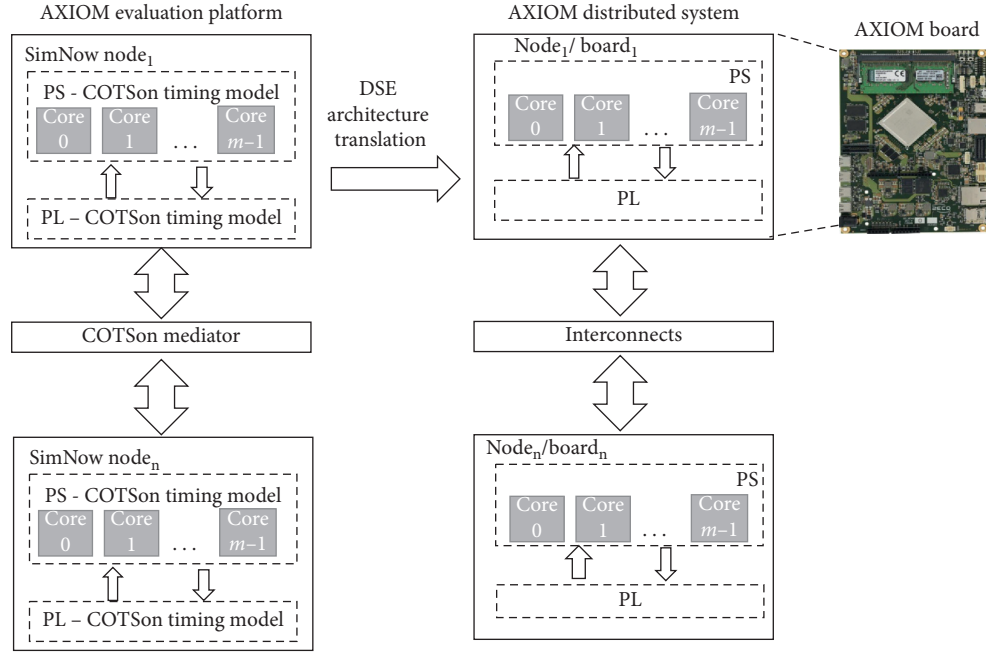 AXIOM evaluation platform
SimNow node1
PS - COTSon timing model
Core 0
Core 1
. . .
Core m–1
PL – COTSon timing model
COTSon mediator
SimNow noden
PS - COTSon timing model
Core 0
Core 1
. . .
Core m–1
PL – COTSon timing model
DSE
architecture
translation
AXIOM distributed system
Node1/ board1
PS
Core 0
Core 1
. . .
Core m–1
PL
Interconnects
Noden/boardn
PS
Core 0
Core 1
. . .
Core m–1
PL
AXIOM board